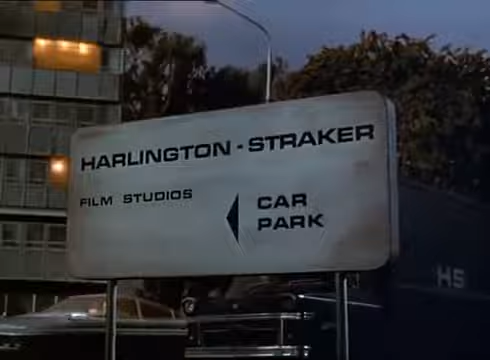 HARLINGTON - STRAKER
FILM STUDIOS
CAR
PARK
HS